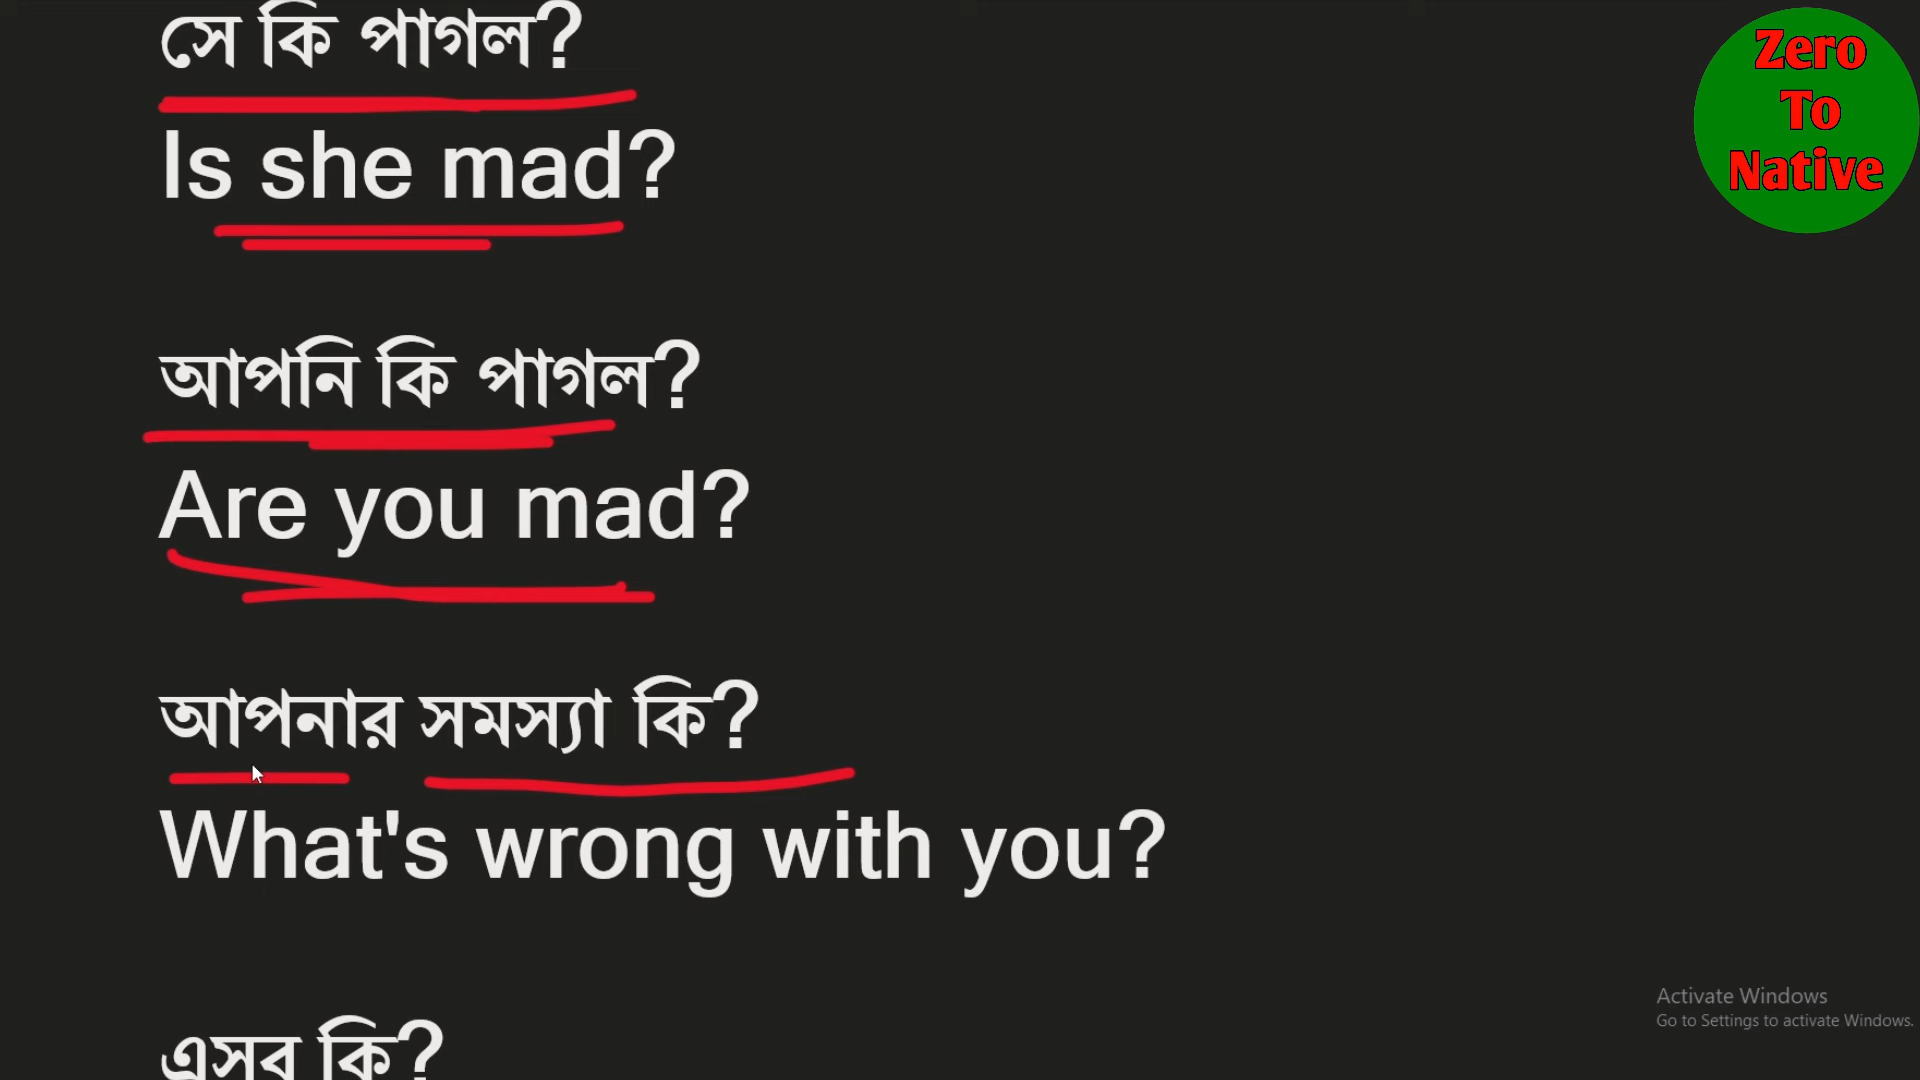 সে কি পাগল?
Is she mad?
আপনি কি পাগল?
Are you mad?
আপনার সমস্যা কি?
What's wrong with you?
এসব কি?
Zero
To
Native
Activate Windows
Go to Settings to activate Windows.